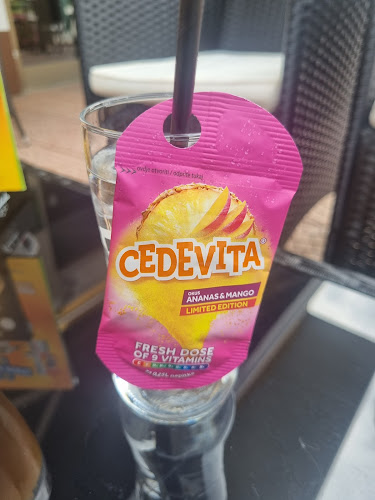 CEDEVITA®
OKUS
ANANAS & MANGO
LIMITED EDITION
FRESH DOSE
OF 9 VITAMINS